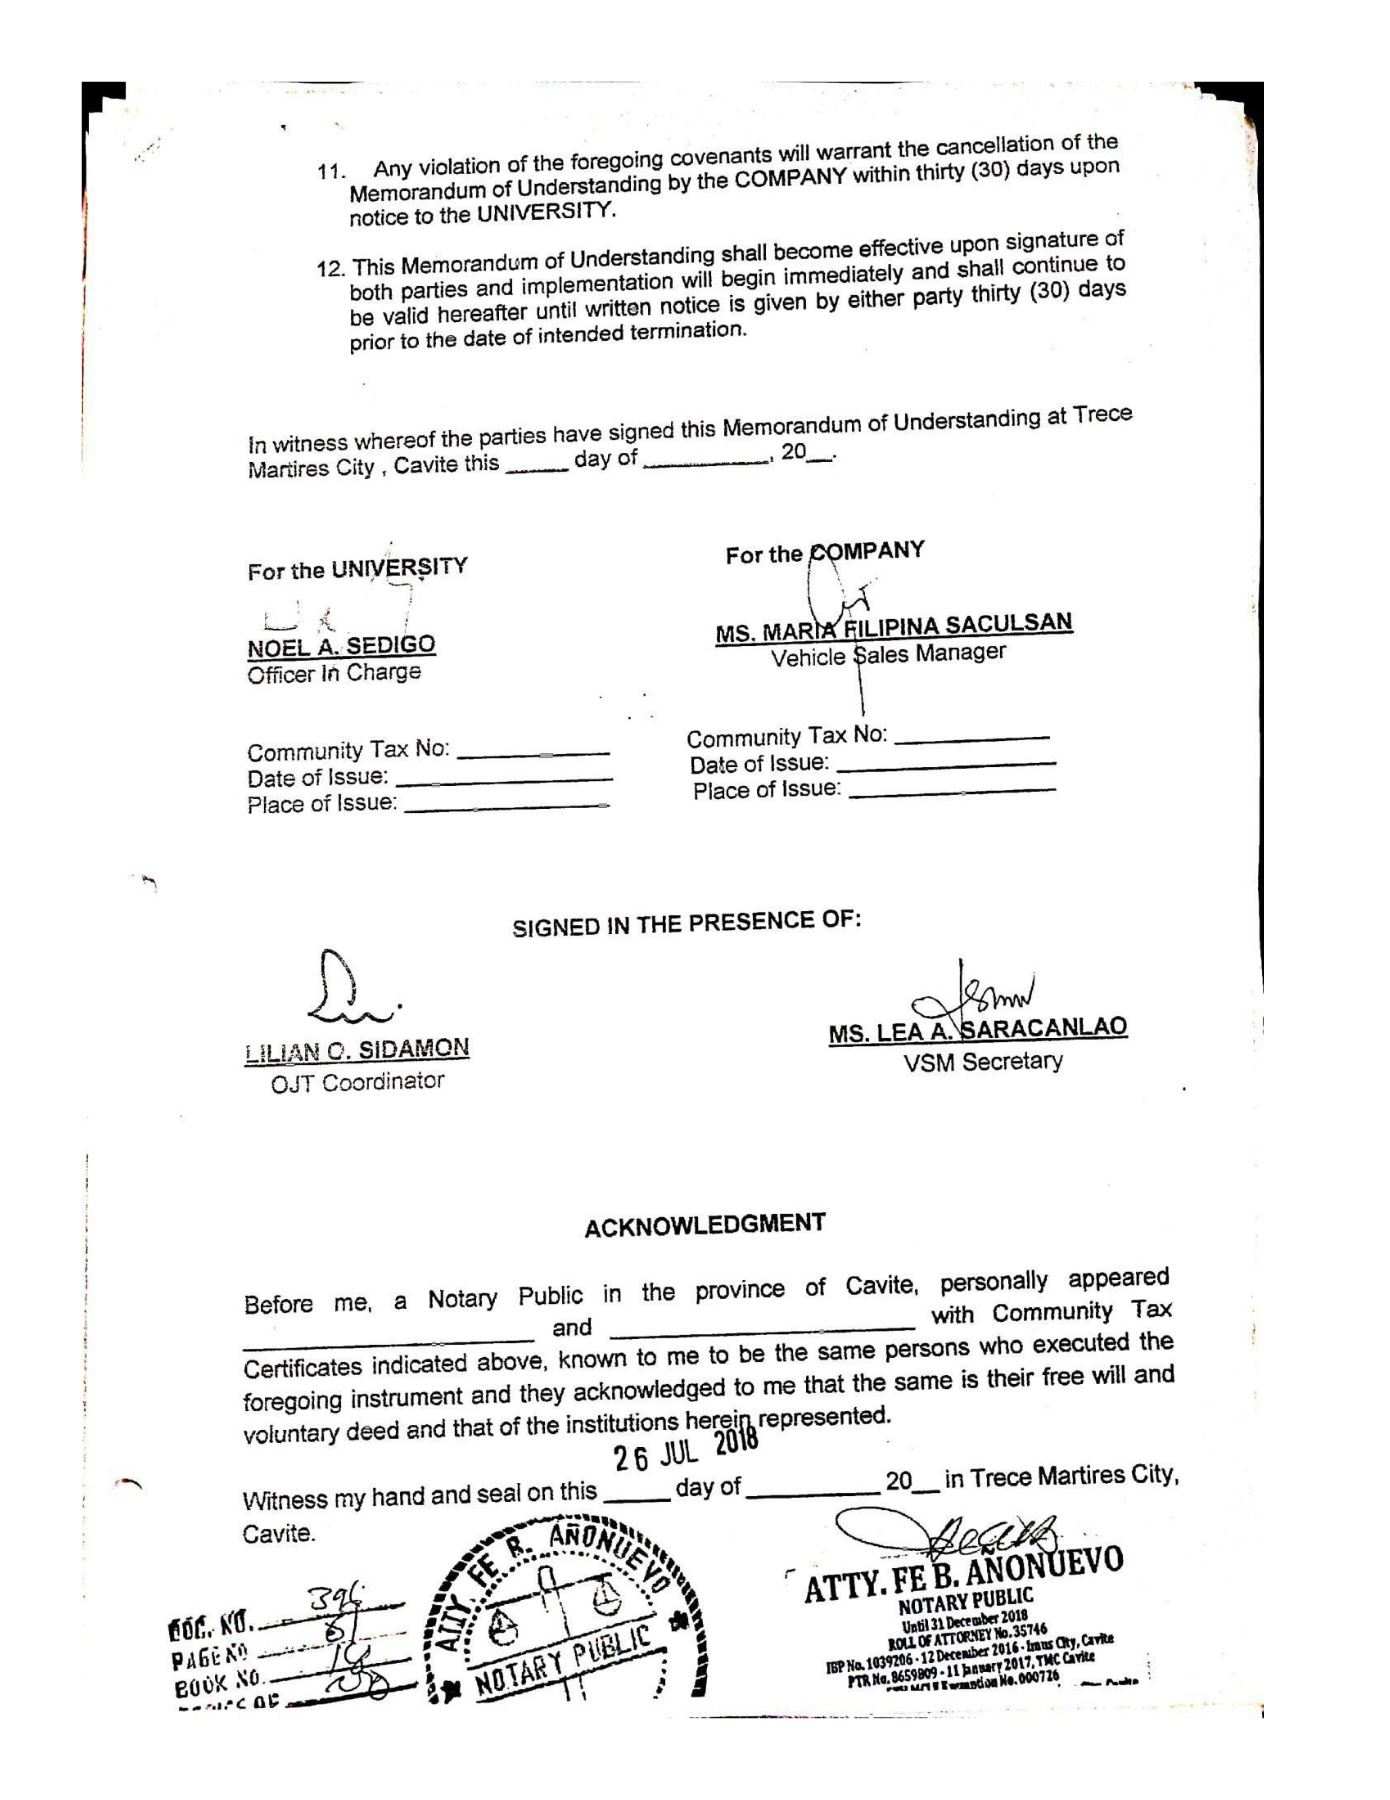 11. Any violation of the foregoing covenants will warrant the cancellation of the
Memorandum of Understanding by the COMPANY within thirty (30) days upon
notice to the UNIVERSITY.
12. This Memorandum of Understanding shall become effective upon signature of
both parties and implementation will begin immediately and shall continue to
be valid hereafter until written notice is given by either party thirty (30) days
prior to the date of intended termination.
In witness whereof the parties have signed this Memorandum of Understanding at Trece
Martires City , Cavite this _____ day of __________, 20__.
For the UNIVERSITY
For the COMPANY
NOEL A. SEDIGO
Officer In Charge
MS. MARIA FILIPINA SACULSAN
Vehicle Sales Manager
Community Tax No: ____________
Date of Issue: _________________
Place of Issue: ________________
Community Tax No: ____________
Date of Issue: _________________
Place of Issue: ________________
SIGNED IN THE PRESENCE OF:
LILIAN O. SIDAMON
OJT Coordinator
MS. LEA A. SARACANLAO
VSM Secretary
ACKNOWLEDGMENT
Before me, a Notary Public in the province of Cavite, personally appeared
_______________ and _______________ with Community Tax
Certificates indicated above, known to me to be the same persons who executed the
foregoing instrument and they acknowledged to me that the same is their free will and
voluntary deed and that of the institutions herein represented.
26 JUL 2018
Witness my hand and seal on this _____ day of ___________ 20__ in Trece Martires City,
Cavite.
DOC. NO. 396
PAGE NO 81
BOOK NO.
ATTY. FE B. AÑONUEVO
NOTARY PUBLIC
ATTY. FE B. AÑONUEVO
NOTARY PUBLIC
Until 31 December 2018
ROLL OF ATTORNEY No. 35746
IBP No. 1039206 - 12 December 2016 - Imus City, Cavite
PTR No. 8659809 - 11 January 2017, TMC Cavite
No. 000726